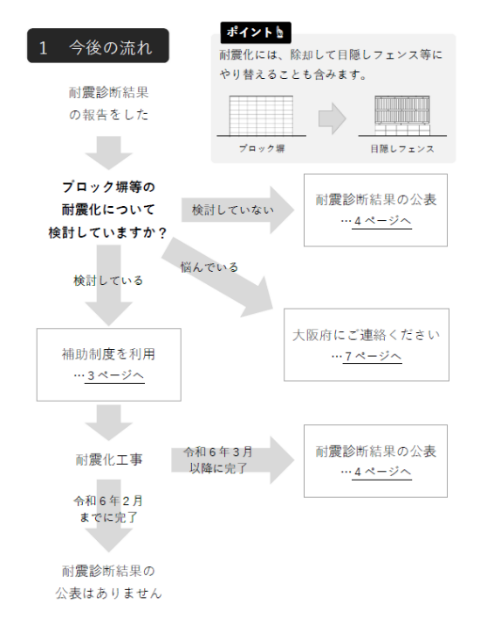 1 今後の流れ
ポイント
耐震化には、除却して目隠しフェンス等に
やり替えることも含みます。
ブロック塀
目隠しフェンス
耐震診断結果
の報告をした
ブロック塀等の
耐震化について
検討していますか？
検討していない
耐震診断結果の公表
…４ページへ
悩んでいる
検討している
大阪府にご連絡ください
…７ページへ
補助制度を利用
…３ページへ
耐震化工事
令和６年３月
以降に完了
耐震診断結果の公表
…４ページへ
令和６年２月
までに完了
耐震診断結果の
公表はありません